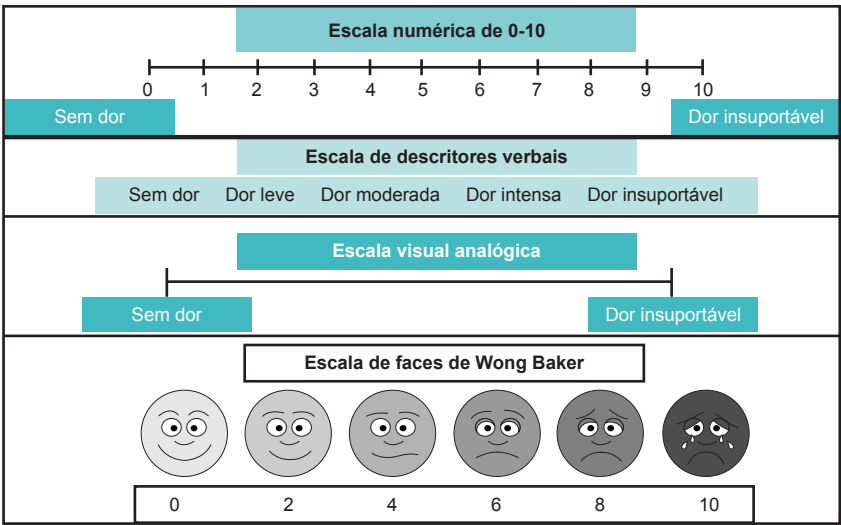 Escala numérica de 0-10
0 1 2 3 4 5 6 7 8 9 10
Sem dor Dor insuportável
Escala de descritores verbais
Sem dor Dor leve Dor moderada Dor intensa Dor insuportável
Escala visual analógica
Sem dor Dor insuportável
Escala de faces de Wong Baker
0 2 4 6 8 10